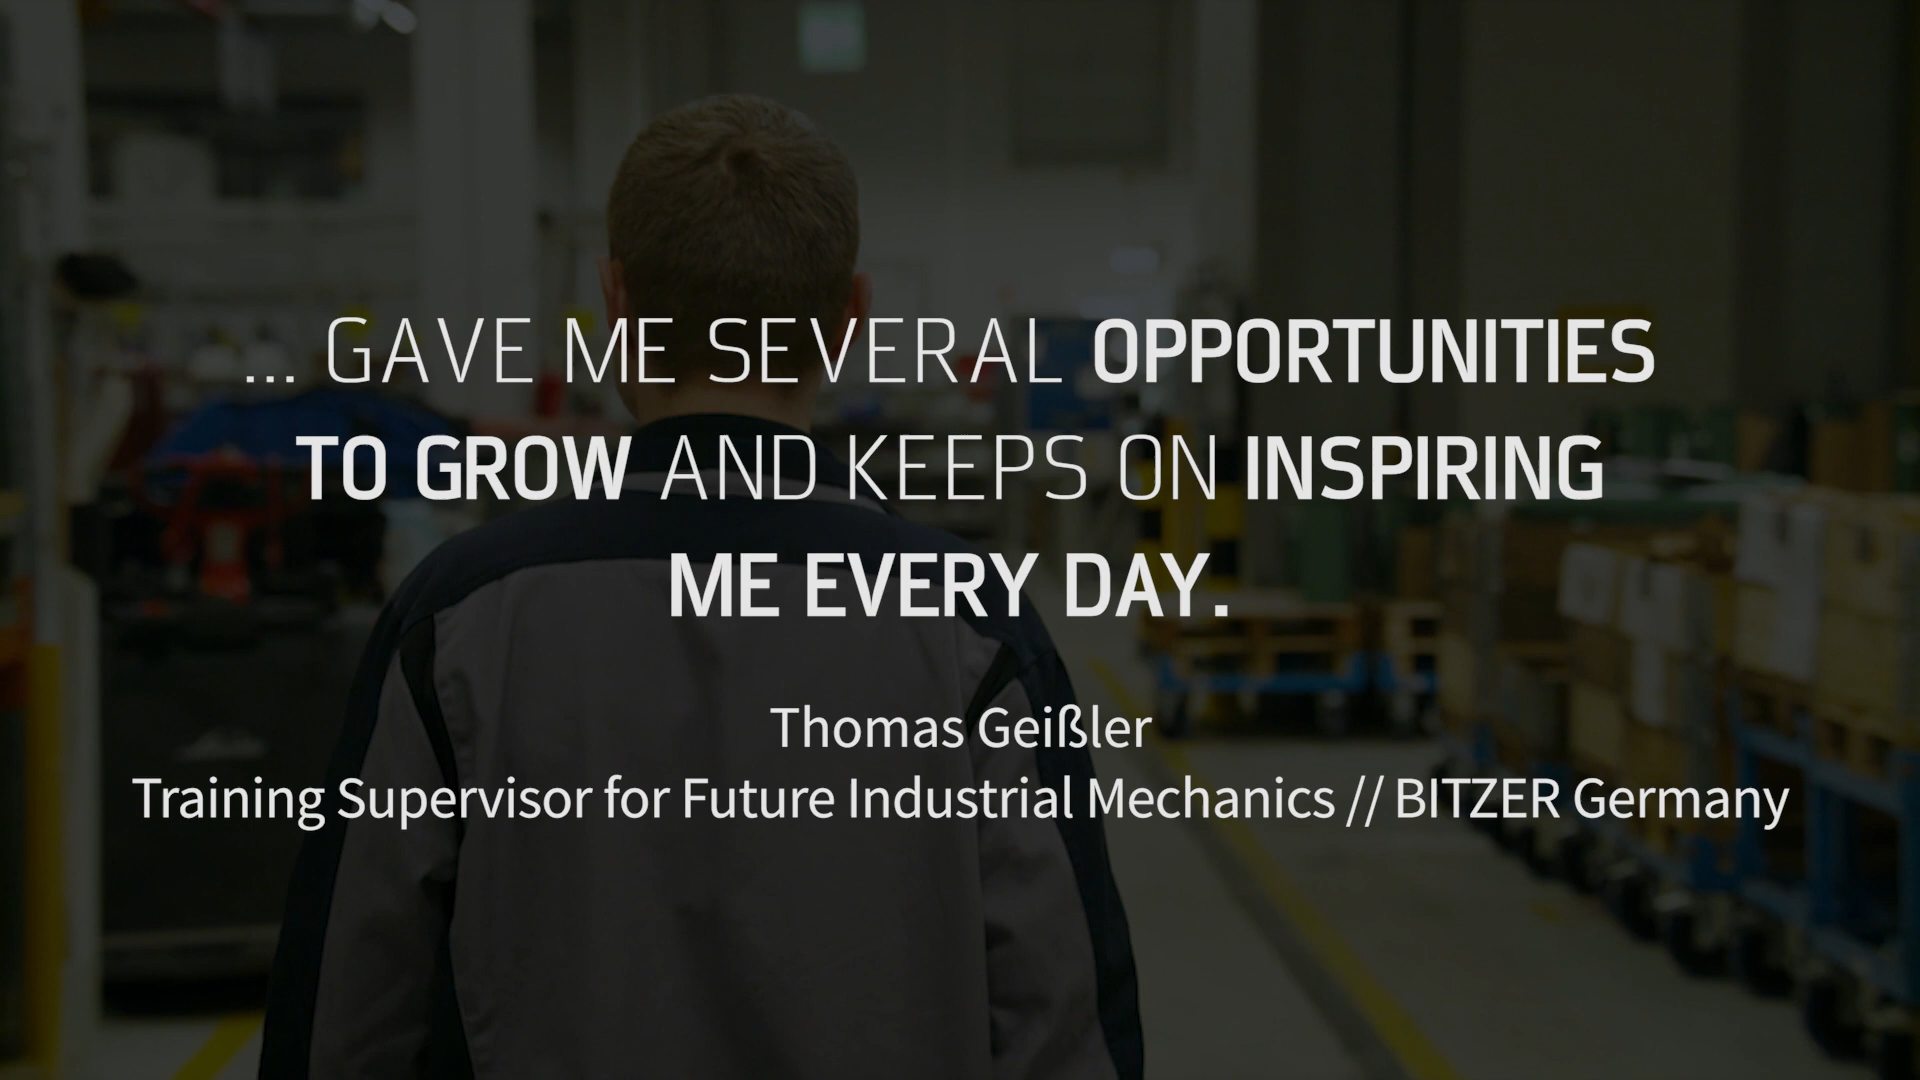 ... GAVE ME SEVERAL OPPORTUNITIES
TO GROW AND KEEPS ON INSPIRING
ME EVERY DAY.
Thomas Geißler
Training Supervisor for Future Industrial Mechanics // BITZER Germany